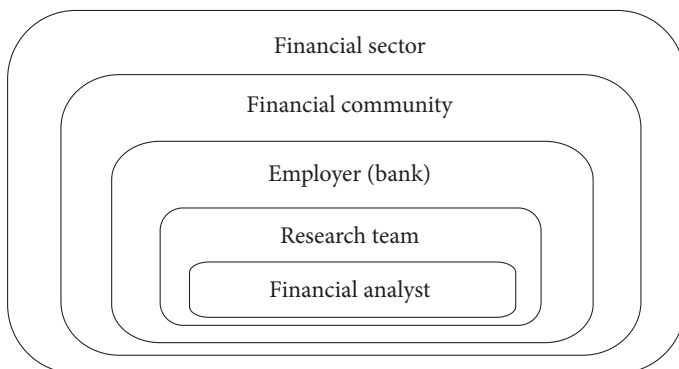 Financial sector
Financial community
Employer (bank)
Research team
Financial analyst